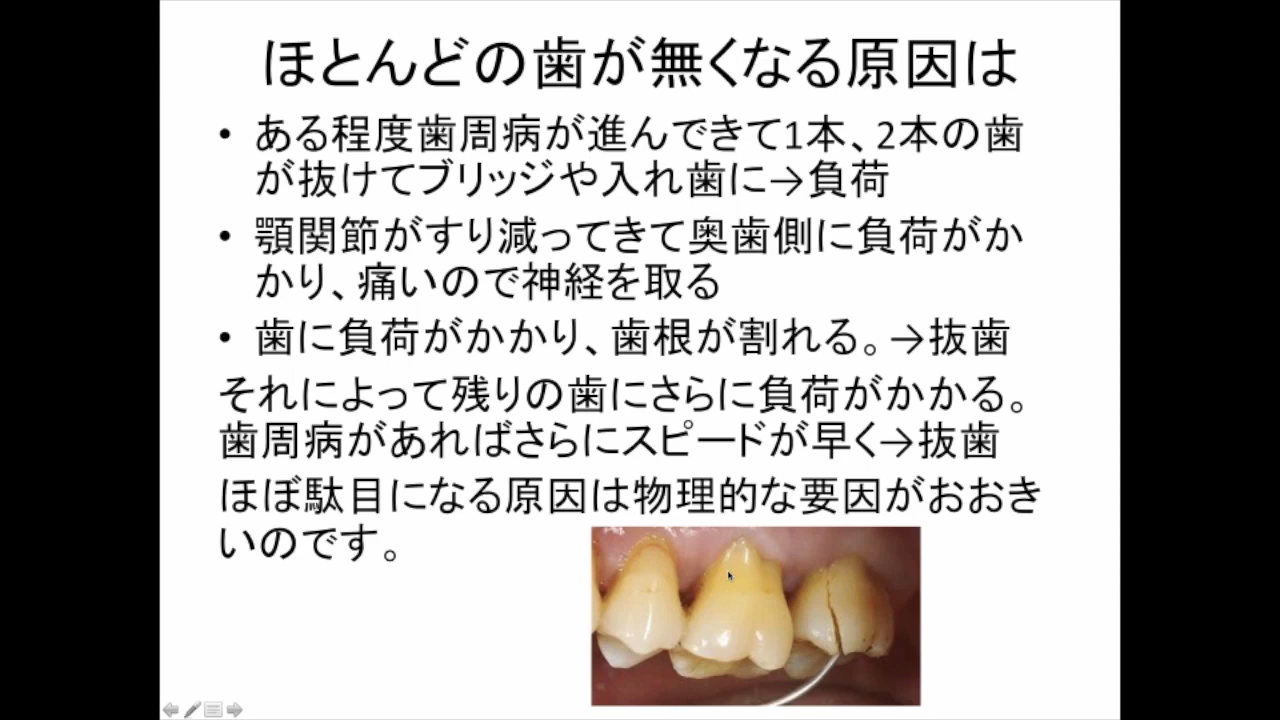 ほとんどの歯が無くなる原因は
• ある程度歯周病が進んできて1本、2本の歯
が抜けてブリッジや入れ歯に→負荷
• 顎関節がすり減ってきて奥歯側に負荷がか
かり、痛いので神経を取る
• 歯に負荷がかかり、歯根が割れる。→抜歯
それによって残りの歯にさらに負荷がかかる。
歯周病があればさらにスピードが早く→抜歯
ほぼ駄目になる原因は物理的な要因がおおき
いのです。